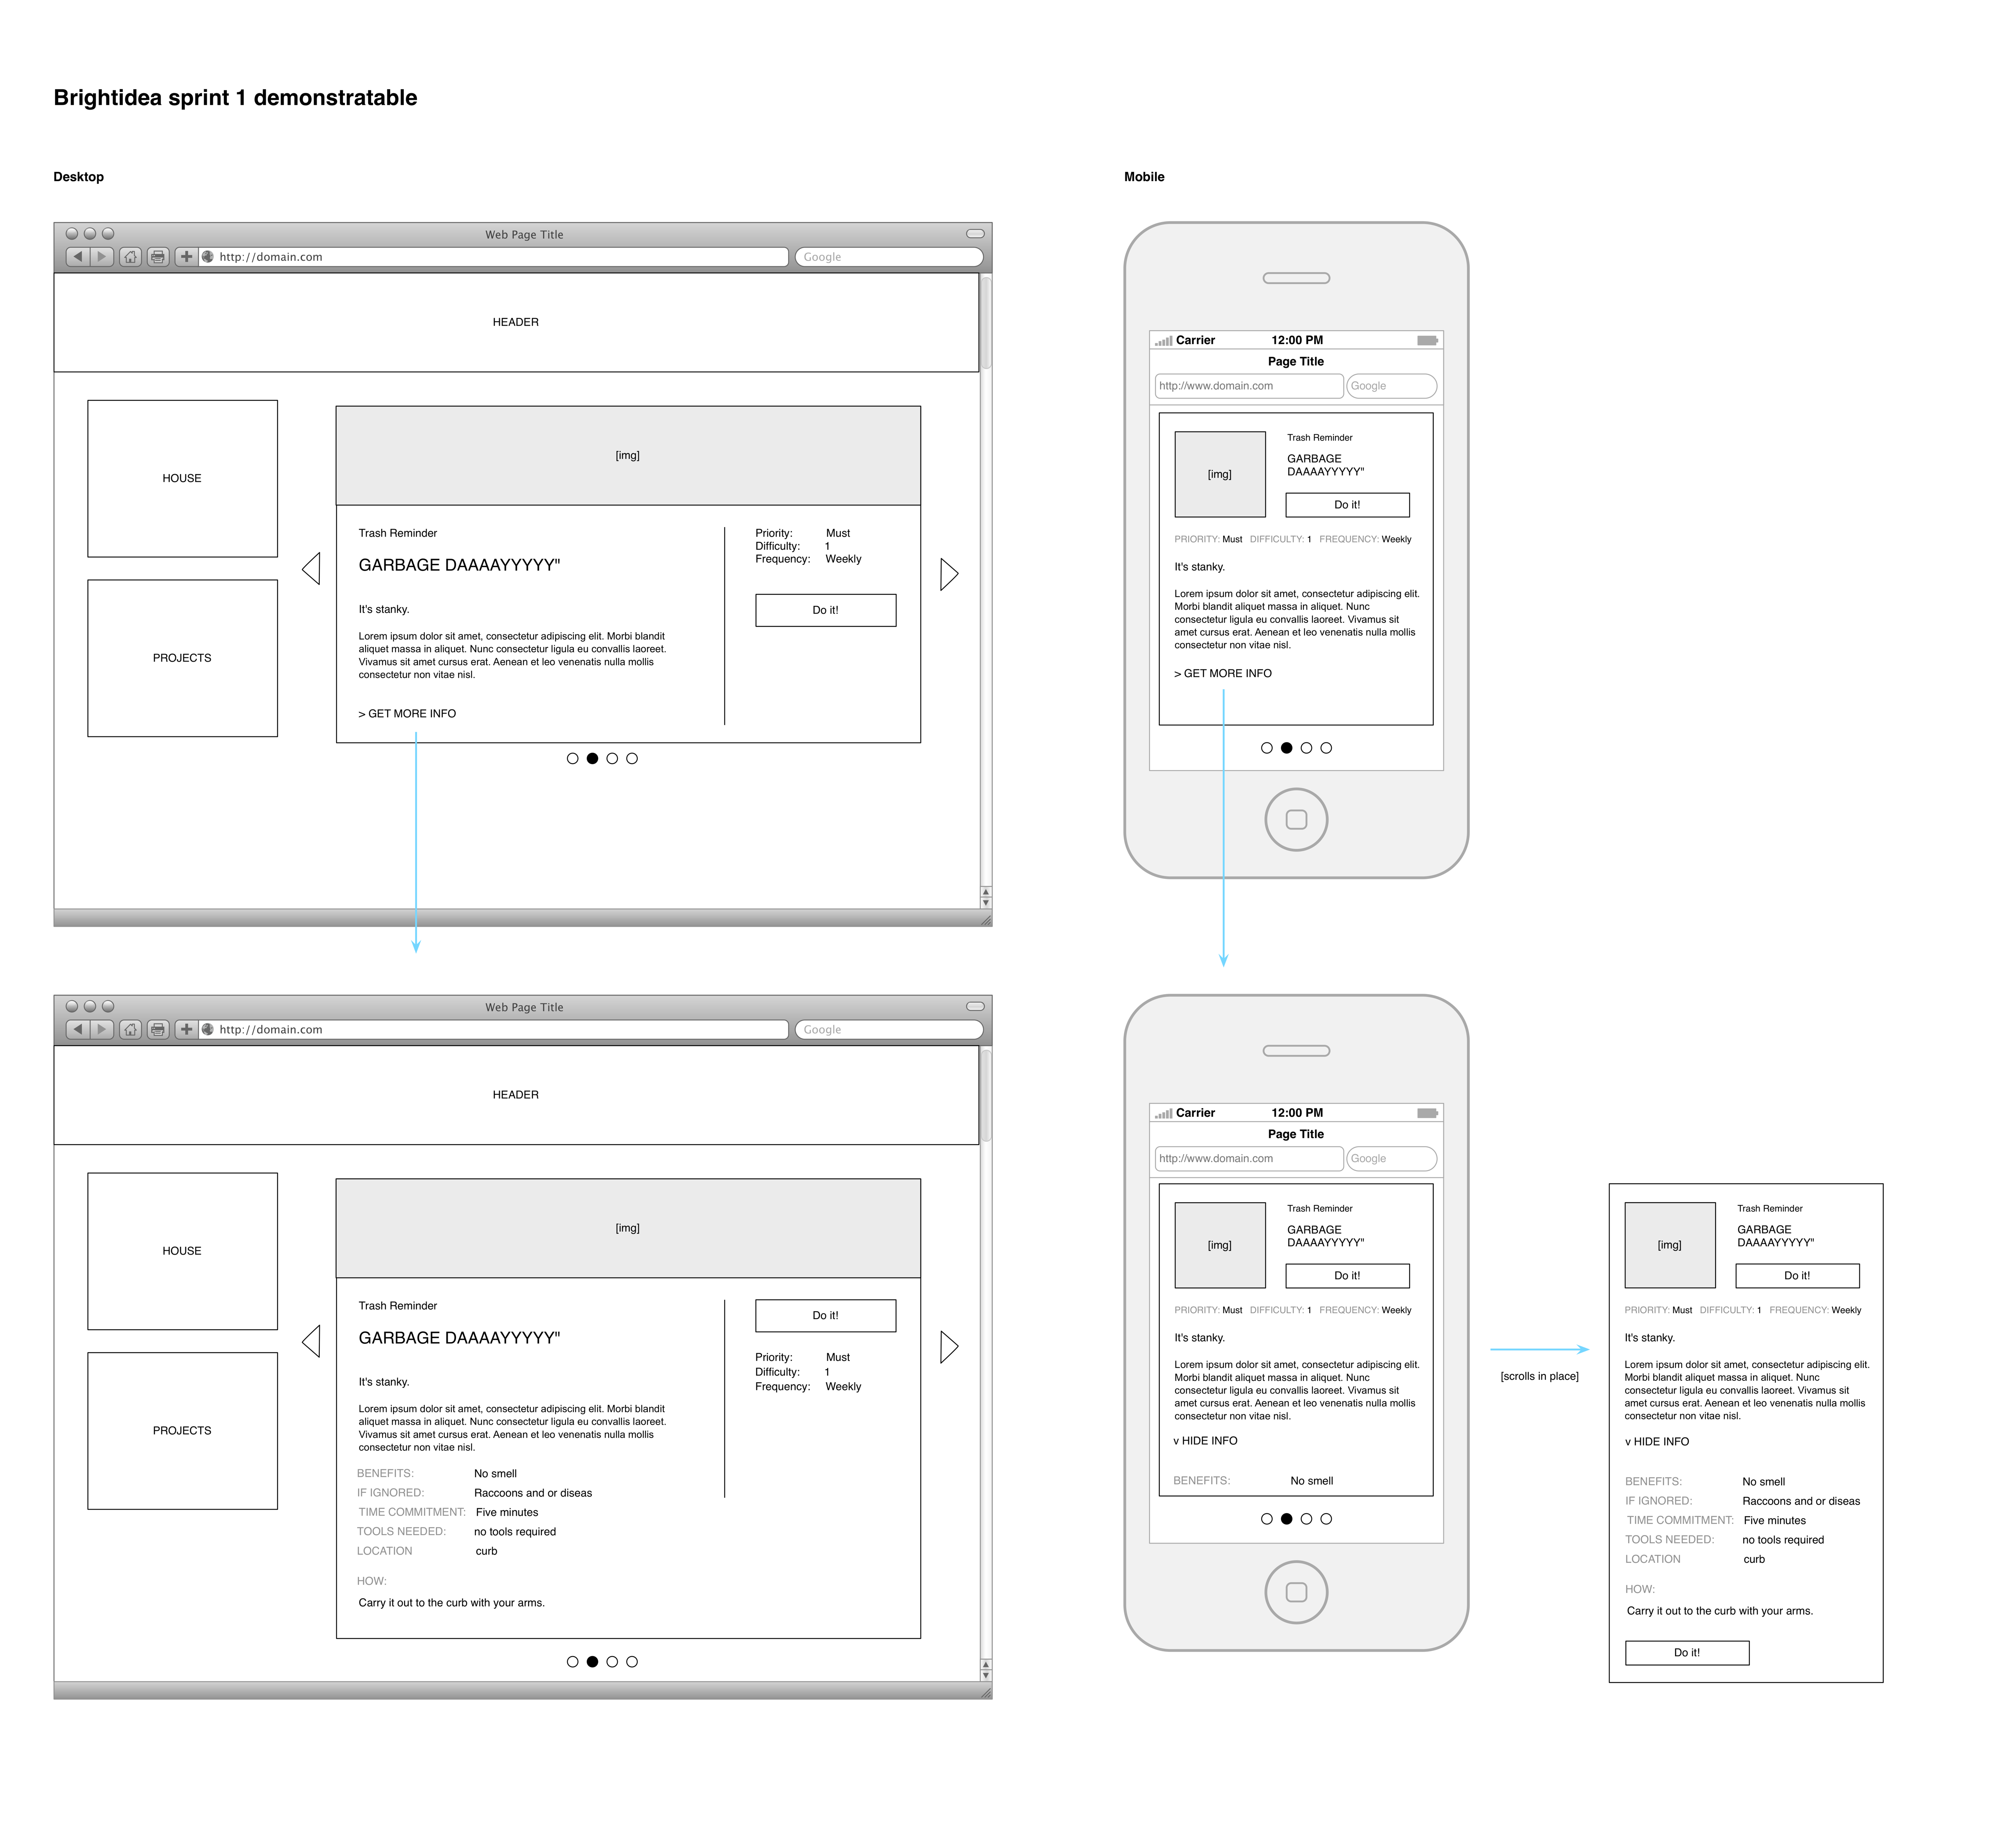 Brightidea sprint 1 demonstratable
Desktop
Web Page Title
http://domain.com
Google
HEADER
HOUSE
PROJECTS
[img]
Trash Reminder
GARBAGE DAAAAYYYYY"
It's stanky.
Lorem ipsum dolor sit amet, consectetur adipiscing elit. Morbi blandit
aliquet massa in aliquet. Nunc consectetur ligula eu convallis laoreet.
Vivamus sit amet cursus erat. Aenean et leo venenatis nulla mollis
consectetur non vitae nisl.
> GET MORE INFO
Priority: Must
Difficulty: 1
Frequency: Weekly
Do it!
Mobile
Carrier 12:00 PM
Page Title
http://www.domain.com
Google
[img]
Trash Reminder
GARBAGE
DAAAAYYYYY"
Do it!
PRIORITY: Must DIFFICULTY: 1 FREQUENCY: Weekly
It's stanky.
Lorem ipsum dolor sit amet, consectetur adipiscing elit.
Morbi blandit aliquet massa in aliquet. Nunc
consectetur ligula eu convallis laoreet. Vivamus sit
amet cursus erat. Aenean et leo venenatis nulla mollis
consectetur non vitae nisl.
> GET MORE INFO
Web Page Title
http://domain.com
Google
HEADER
HOUSE
PROJECTS
[img]
Trash Reminder
GARBAGE DAAAAYYYYY"
It's stanky.
Lorem ipsum dolor sit amet, consectetur adipiscing elit. Morbi blandit
aliquet massa in aliquet. Nunc consectetur ligula eu convallis laoreet.
Vivamus sit amet cursus erat. Aenean et leo venenatis nulla mollis
consectetur non vitae nisl.
BENEFITS: No smell
IF IGNORED: Raccoons and or diseas
TIME COMMITMENT: Five minutes
TOOLS NEEDED: no tools required
LOCATION curb
HOW:
Carry it out to the curb with your arms.
Do it!
Priority: Must
Difficulty: 1
Frequency: Weekly
Carrier 12:00 PM
Page Title
http://www.domain.com
Google
[img]
Trash Reminder
GARBAGE
DAAAAYYYYY"
Do it!
PRIORITY: Must DIFFICULTY: 1 FREQUENCY: Weekly
It's stanky.
Lorem ipsum dolor sit amet, consectetur adipiscing elit.
Morbi blandit aliquet massa in aliquet. Nunc
consectetur ligula eu convallis laoreet. Vivamus sit
amet cursus erat. Aenean et leo venenatis nulla mollis
consectetur non vitae nisl.
v HIDE INFO
BENEFITS: No smell
[scrolls in place]
[img]
Trash Reminder
GARBAGE
DAAAAYYYYY"
Do it!
PRIORITY: Must DIFFICULTY: 1 FREQUENCY: Weekly
It's stanky.
Lorem ipsum dolor sit amet, consectetur adipiscing elit.
Morbi blandit aliquet massa in aliquet. Nunc
consectetur ligula eu convallis laoreet. Vivamus sit
amet cursus erat. Aenean et leo venenatis nulla mollis
consectetur non vitae nisl.
v HIDE INFO
BENEFITS: No smell
IF IGNORED: Raccoons and or diseas
TIME COMMITMENT: Five minutes
TOOLS NEEDED: no tools required
LOCATION curb
HOW:
Carry it out to the curb with your arms.
Do it!